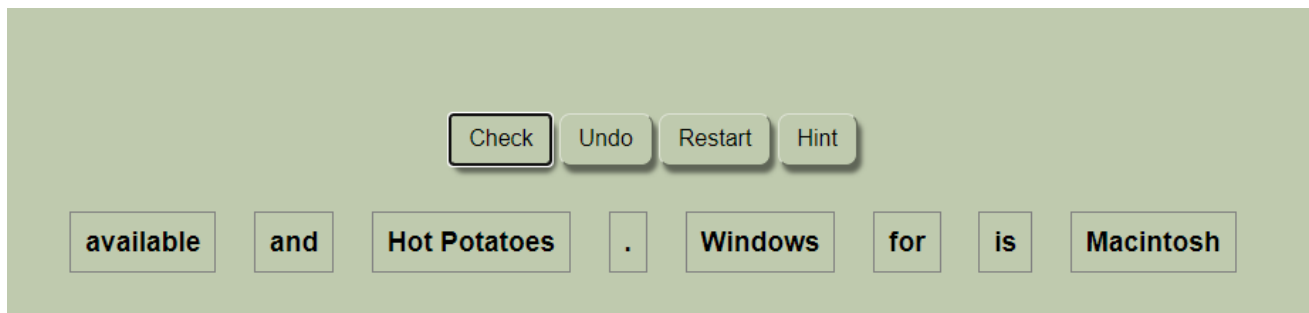 Check Undo Restart Hint
available and Hot Potatoes . Windows for is Macintosh